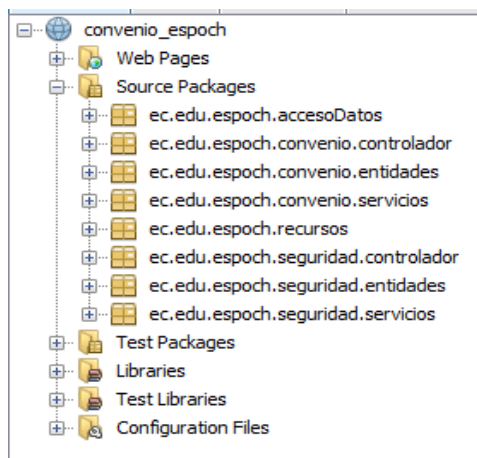 convenio_espoch
Web Pages
Source Packages
ec.edu.espoch.accesoDatos
ec.edu.espoch.convenio.controlador
ec.edu.espoch.convenio.entidades
ec.edu.espoch.convenio.servicios
ec.edu.espoch.recursos
ec.edu.espoch.seguridad.controlador
ec.edu.espoch.seguridad.entidades
ec.edu.espoch.seguridad.servicios
Test Packages
Libraries
Test Libraries
Configuration Files